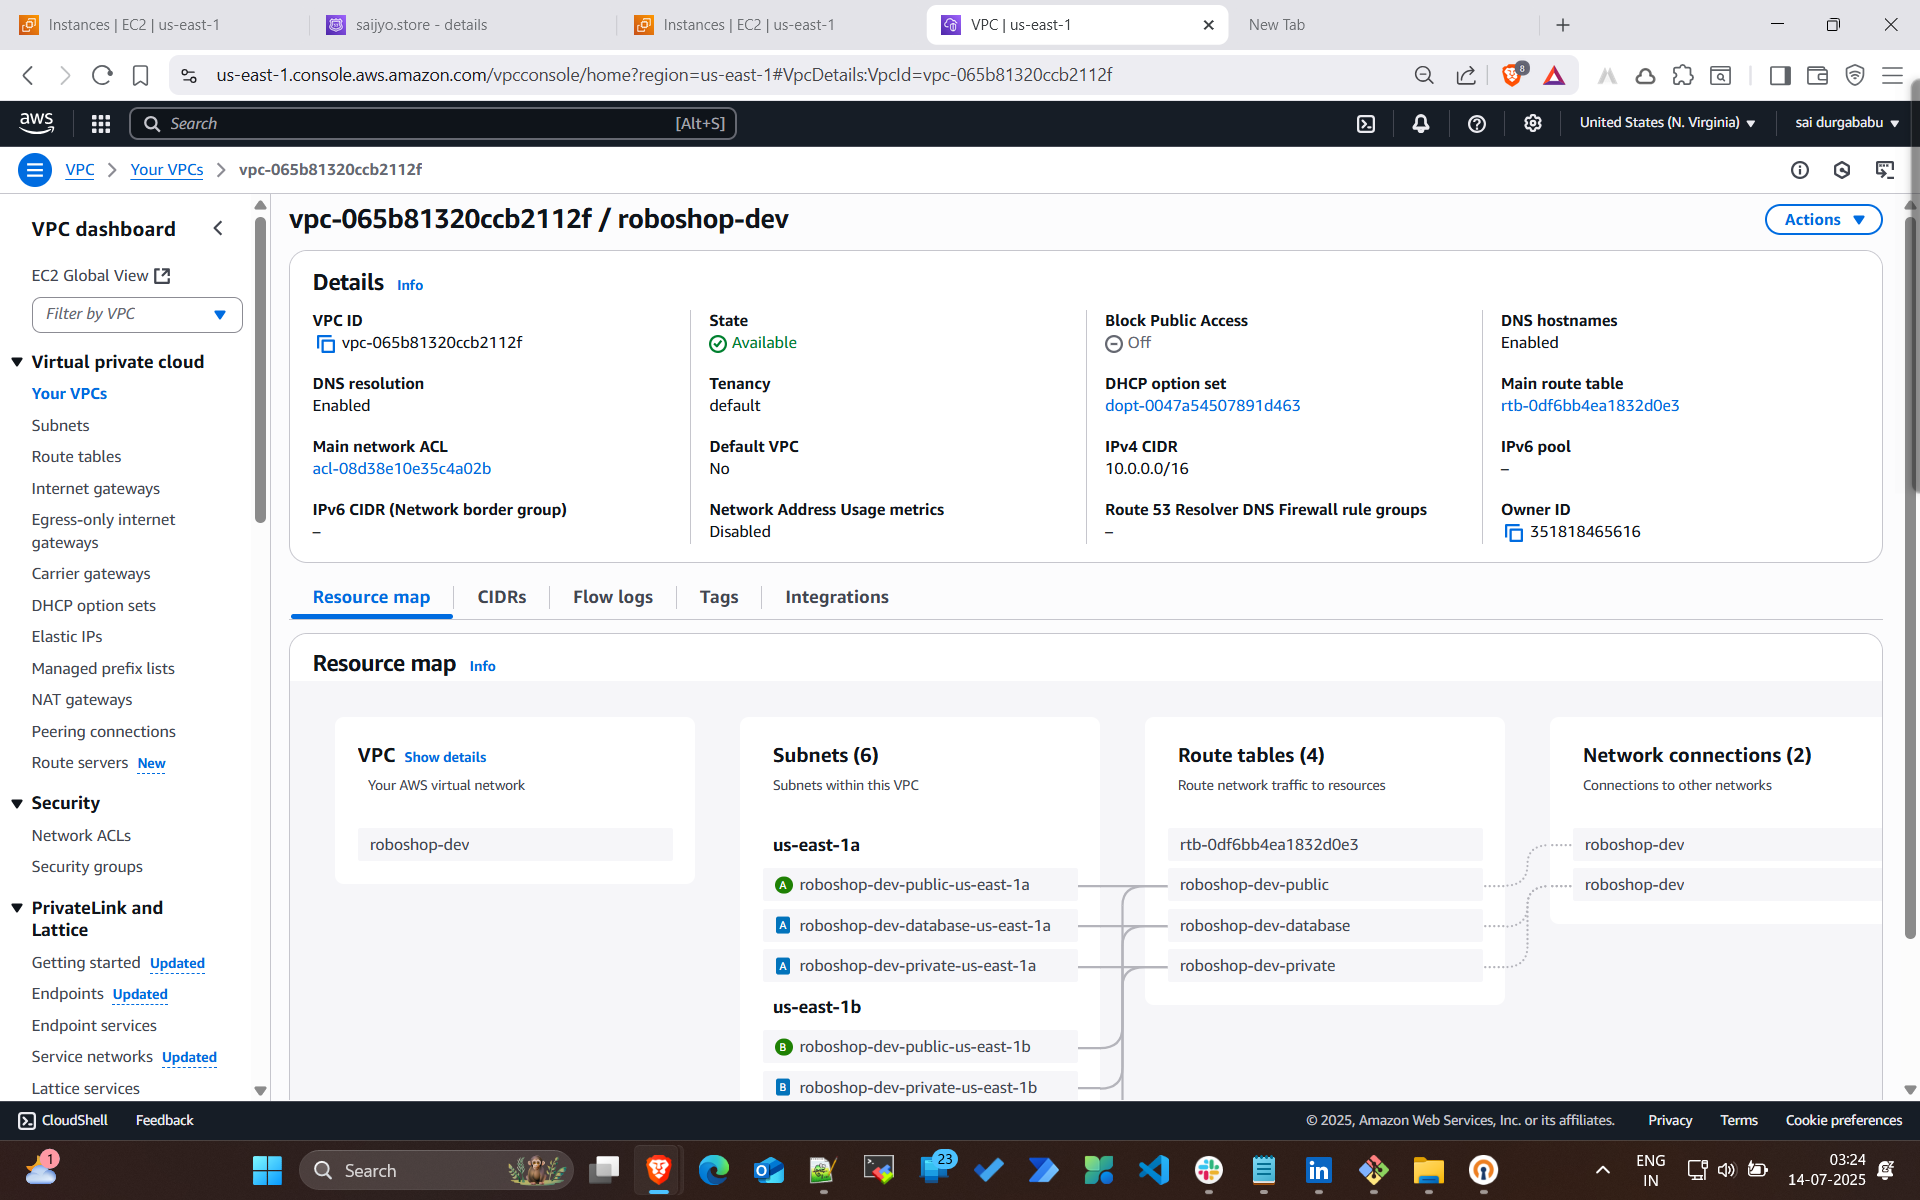 Instances | EC2 | us-east-1
saijyo.store - details
Instances | EC2 | us-east-1
VPC | us-east-1
New Tab
us-east-1.console.aws.amazon.com/vpcconsole/home?region=us-east-1#VpcDetails:VpcId=vpc-065b81320ccb2112f
8
aws
Search
[Alt+S]
United States (N. Virginia)
sai durgababu
VPC
Your VPCs
vpc-065b81320ccb2112f
VPC dashboard
EC2 Global View
Filter by VPC
Virtual private cloud
Your VPCs
Subnets
Route tables
Internet gateways
Egress-only internet
gateways
Carrier gateways
DHCP option sets
Elastic IPs
Managed prefix lists
NAT gateways
Peering connections
Route servers New
Security
Network ACLs
Security groups
PrivateLink and
Lattice
Getting started Updated
Endpoints Updated
Endpoint services
Service networks Updated
Lattice services
vpc-065b81320ccb2112f / roboshop-dev
Actions
Details Info
VPC ID
vpc-065b81320ccb2112f
State
Available
Block Public Access
Off
DNS hostnames
Enabled
DNS resolution
Enabled
Tenancy
default
DHCP option set
dopt-0047a54507891d463
Main route table
rtb-0df6bb4ea1832d0e3
Main network ACL
acl-08d38e10e35c4a02b
Default VPC
No
IPv4 CIDR
10.0.0.0/16
IPv6 pool
–
IPv6 CIDR (Network border group)
–
Network Address Usage metrics
Disabled
Route 53 Resolver DNS Firewall rule groups
–
Owner ID
351818465616
Resource map
CIDRs
Flow logs
Tags
Integrations
Resource map Info
VPC Show details
Your AWS virtual network
roboshop-dev
Subnets (6)
Subnets within this VPC
us-east-1a
A roboshop-dev-public-us-east-1a
A roboshop-dev-database-us-east-1a
A roboshop-dev-private-us-east-1a
us-east-1b
B roboshop-dev-public-us-east-1b
B roboshop-dev-private-us-east-1b
Route tables (4)
Route network traffic to resources
rtb-0df6bb4ea1832d0e3
roboshop-dev-public
roboshop-dev-database
roboshop-dev-private
Network connections (2)
Connections to other networks
roboshop-dev
roboshop-dev
CloudShell
Feedback
© 2025, Amazon Web Services, Inc. or its affiliates.
Privacy
Terms
Cookie preferences
1
Search
23
ENG
IN
03:24
14-07-2025